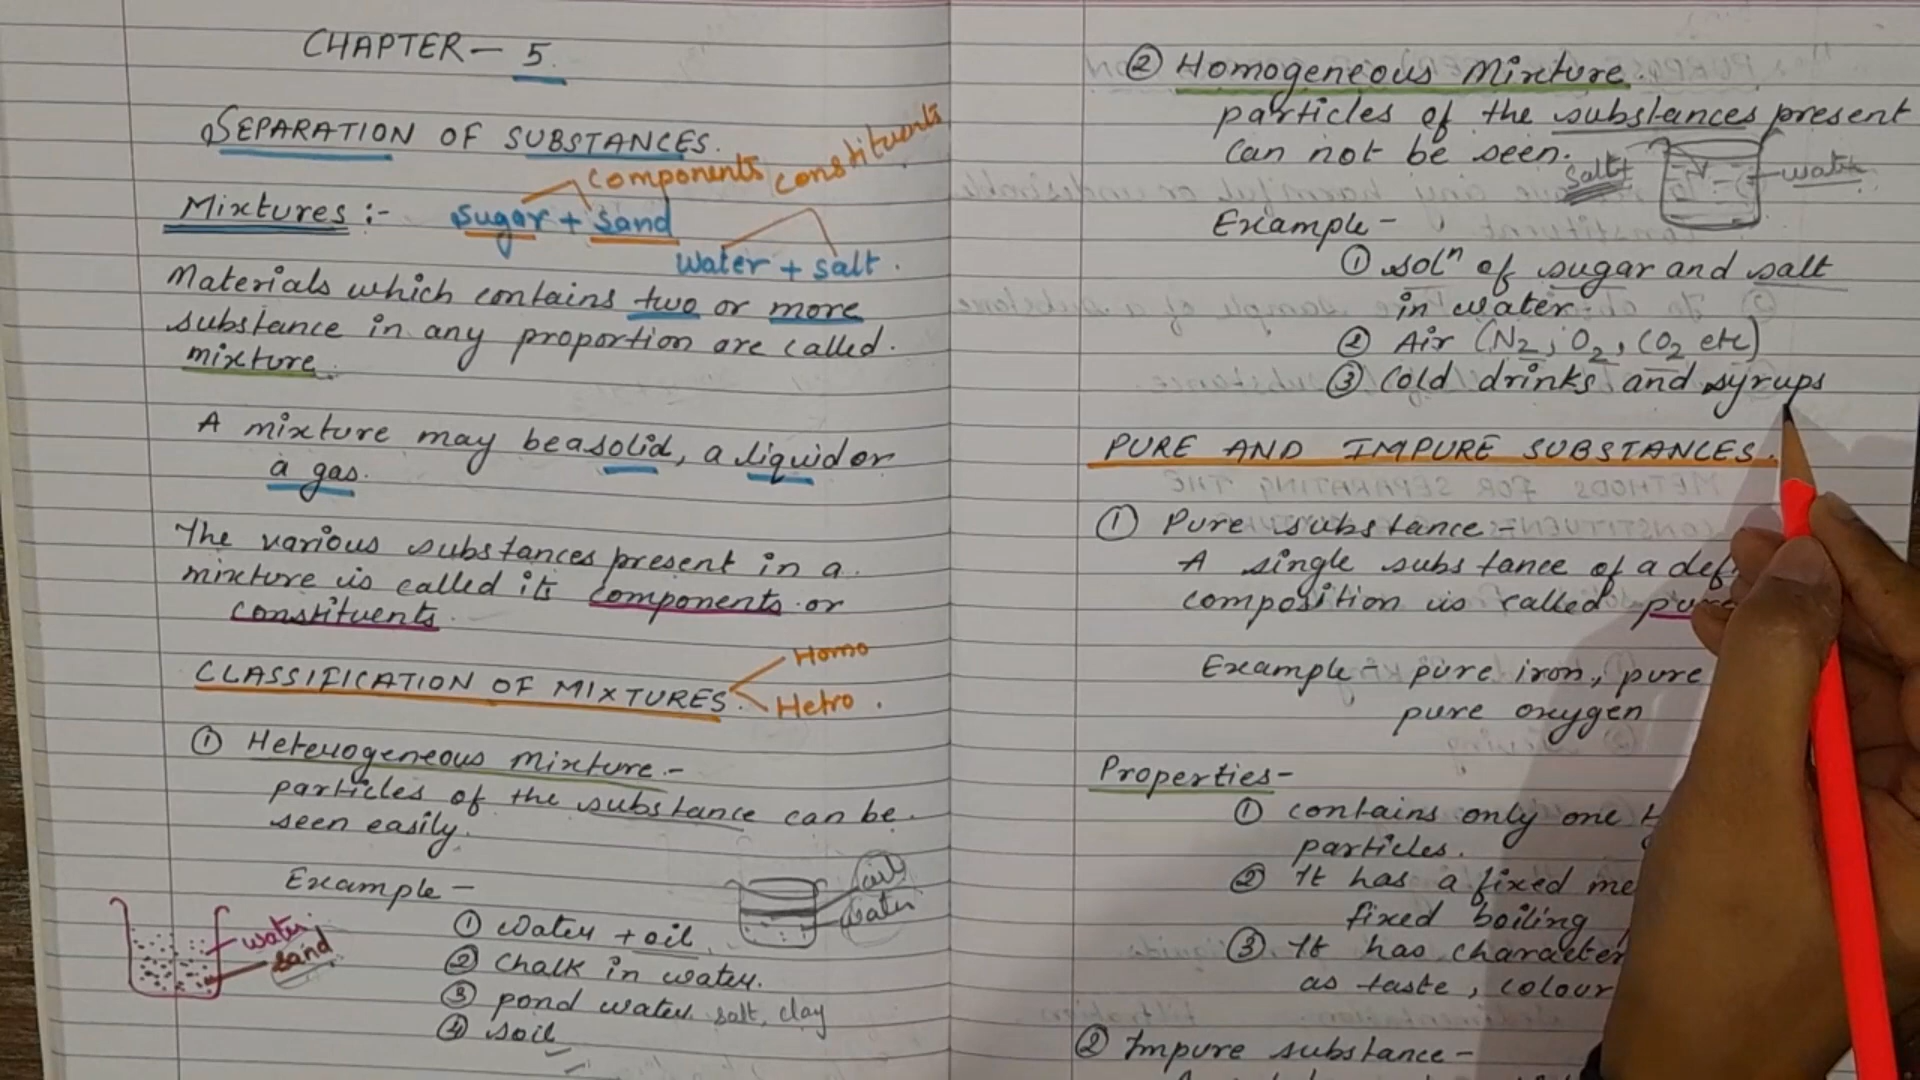 CHAPTER - 5.
SEPARATION OF SUBSTANCES.
components constituents
Mixtures :- sugar + sand
water + salt.
Materials which contains two or more
substance in any proportion are called.
mixture.
A mixture may be a solid, a liquid or
a gas.
The various substances present in a
mixture is called its components or
constituents.
CLASSIFICATION OF MIXTURES.
Homo
Hetro.
① Heterogeneous mixture.-
particles of the substance can be
seen easily.
Example -
① Water + oil
② Chalk in water.
③ pond water salt, clay
④ soil
oil
water
water
sand
② Homogeneous Mixture.
particles of the substances present
can not be seen.
salt
water
Example -
① solⁿ of sugar and salt
in water.
② Air (N2, O2, CO2 etc)
③ Cold drinks and syrups
PURE AND IMPURE SUBSTANCES.
① Pure substance -
A single substance of a
composition is called
Example - pure iron, pure
pure oxygen
Properties-
① contains only one
particles.
② It has a fixed
fixed boiling
③ It has
as taste, colour
② Impure substance -